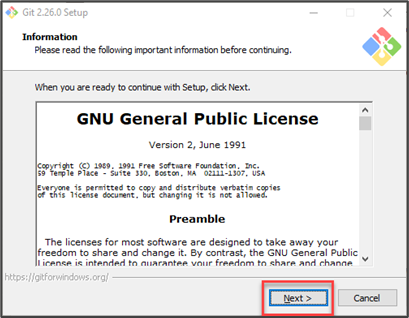 Git 2.26.0 Setup
Information
Please read the following important information before continuing.
When you are ready to continue with Setup, click Next.
GNU General Public License
Version 2, June 1991
Copyright (C) 1989, 1991 Free Software Foundation, Inc.
59 Temple Place - Suite 330, Boston, MA  02111-1307, USA
Everyone is permitted to copy and distribute verbatim copies
of this license document, but changing it is not allowed.
Preamble
The licenses for most software are designed to take away your
freedom to share and change it. By contrast, the GNU General Public
License is intended to guarantee your freedom to share and change
https://gitforwindows.org/
Next >
Cancel